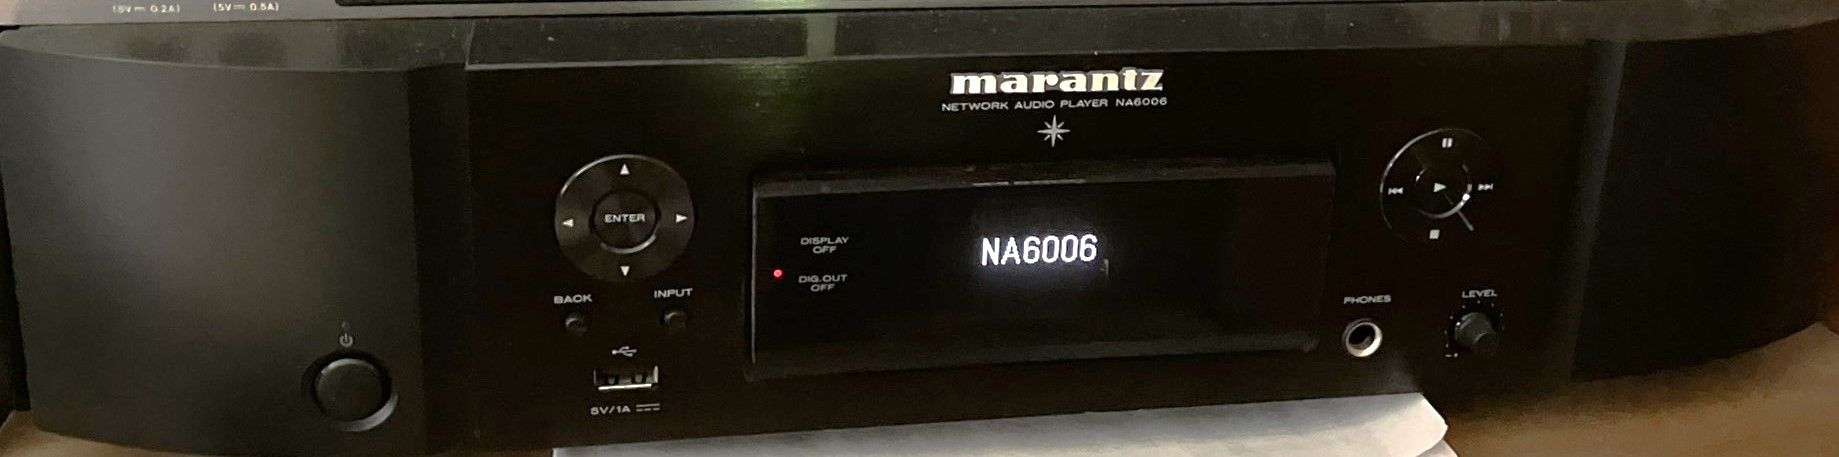 (5V ⎓ 0.2A) (5V ⎓ 0.5A)
marantz
NETWORK AUDIO PLAYER NA6006
ENTER
DISPLAY
OFF
NA6006
DIG.OUT
OFF
BACK
INPUT
PHONES
LEVEL
5V/1A